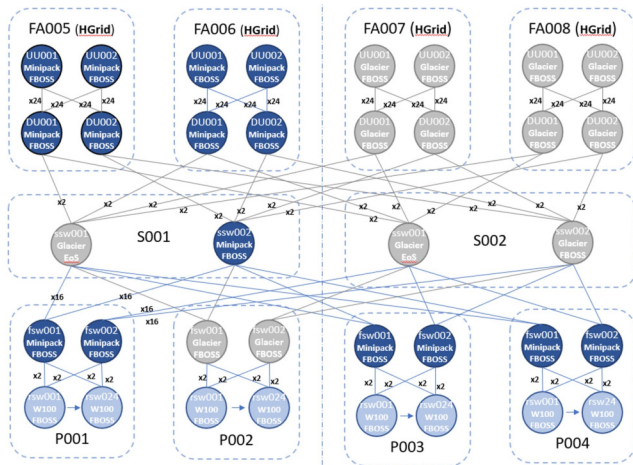 FA005 (HGrid)
FA006 (HGrid)
FA007 (HGrid)
FA008 (HGrid)
UU001 UU002 UU001 UU002 UU001 UU002 UU001 UU002
Minipack Minipack Minipack Minipack Glacier Glacier Glacier Glacier
FBOSS FBOSS FBOSS FBOSS FBOSS FBOSS FBOSS FBOSS
x24 x24 x24 x24 x24 x24 x24 x24
x24 x24 x24 x24 x24 x24 x24 x24
DU001 DU002 DU001 DU002 DU001 DU002 DU001 DU002
Minipack Minipack Minipack Minipack Glacier Glacier Glacier Glacier
FBOSS FBOSS FBOSS FBOSS FBOSS FBOSS FBOSS FBOSS
x2 x2 x2 x2 x2 x2 x2 x2
x2 x2 x2 x2 x2 x2 x2 x2
ssw001 ssw002 ssw001 ssw002
Glacier Minipack Glacier Glacier
EoS FBOSS EoS FBOSS
S001
S002
x16 x16
x16
fsw001 fsw002 fsw001 fsw002 fsw001 fsw002 fsw001 fsw002
Minipack Minipack Glacier Glacier Minipack Minipack Minipack Minipack
FBOSS FBOSS FBOSS FBOSS FBOSS FBOSS FBOSS FBOSS
x2 x2 x2 x2 x2 x2 x2 x2
x2 x2 x2 x2 x2 x2 x2 x2
rsw001 rsw024 rsw001 rsw024 rsw001 rsw024 rsw001 rsw24
W100 W100 W100 W100 W100 W100 W100 W100
FBOSS FBOSS FBOSS FBOSS FBOSS FBOSS FBOSS FBOSS
P001
P002
P003
P004